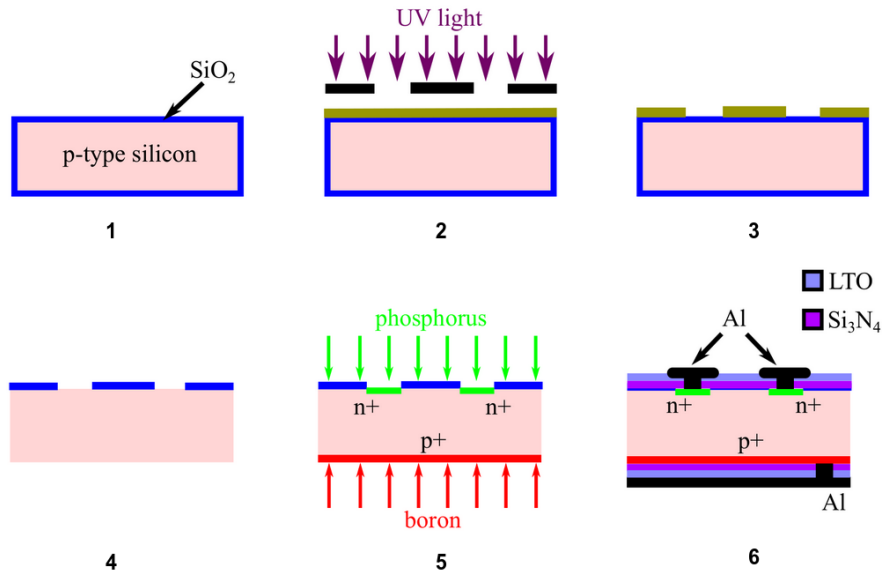 UV light
SiO₂
p-type silicon
1
2
3
LTO
Si₃N₄
phosphorus
n+
n+
p+
boron
Al
n+
n+
p+
Al
4
5
6